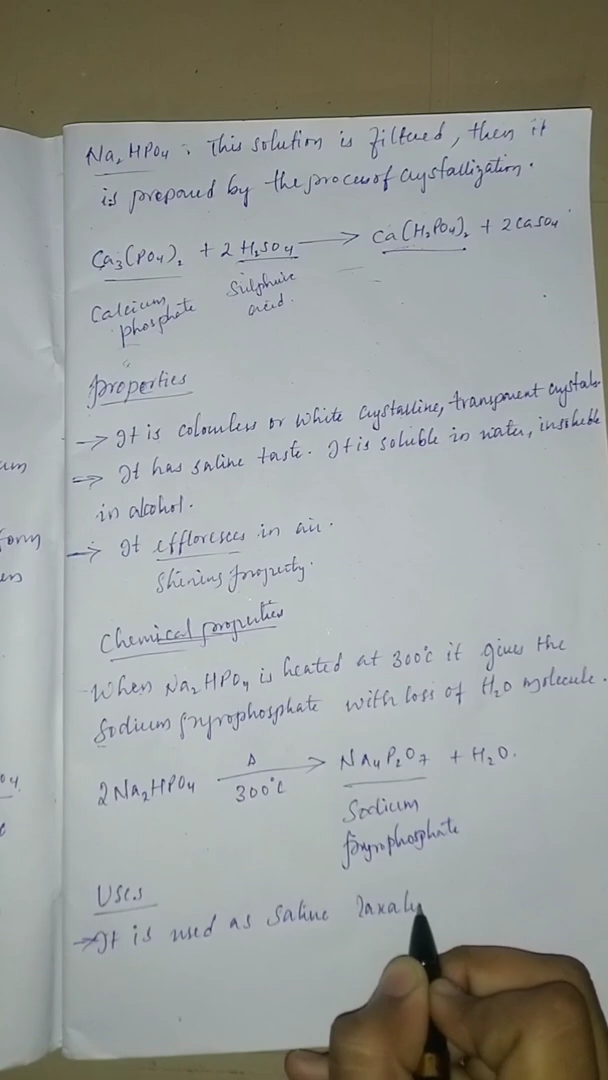 Na₂HPO₄ : This solution is filtered, then it
is prepared by the process of crystallization.
Ca₃(PO₄)₂ + 2 H₂SO₄ ⟶ Ca(H₂PO₄)₂ + 2CaSO₄
Calcium phosphate
Sulphuric acid.
Properties
→ It is colourless or white crystalline, transparent crystals.
→ It has saline taste. It is soluble in water, insoluble
in alcohol.
→ It effloresces in air.
Shining property.
Chemical properties
When Na₂HPO₄ is heated at 300°C it gives the
Sodium pyrophosphate with loss of H₂O molecule.
2Na₂HPO₄ —Δ 300°C→ Na₄P₂O₇ + H₂O.
Sodium
pyrophosphate
Uses
→ It is used as saline laxati